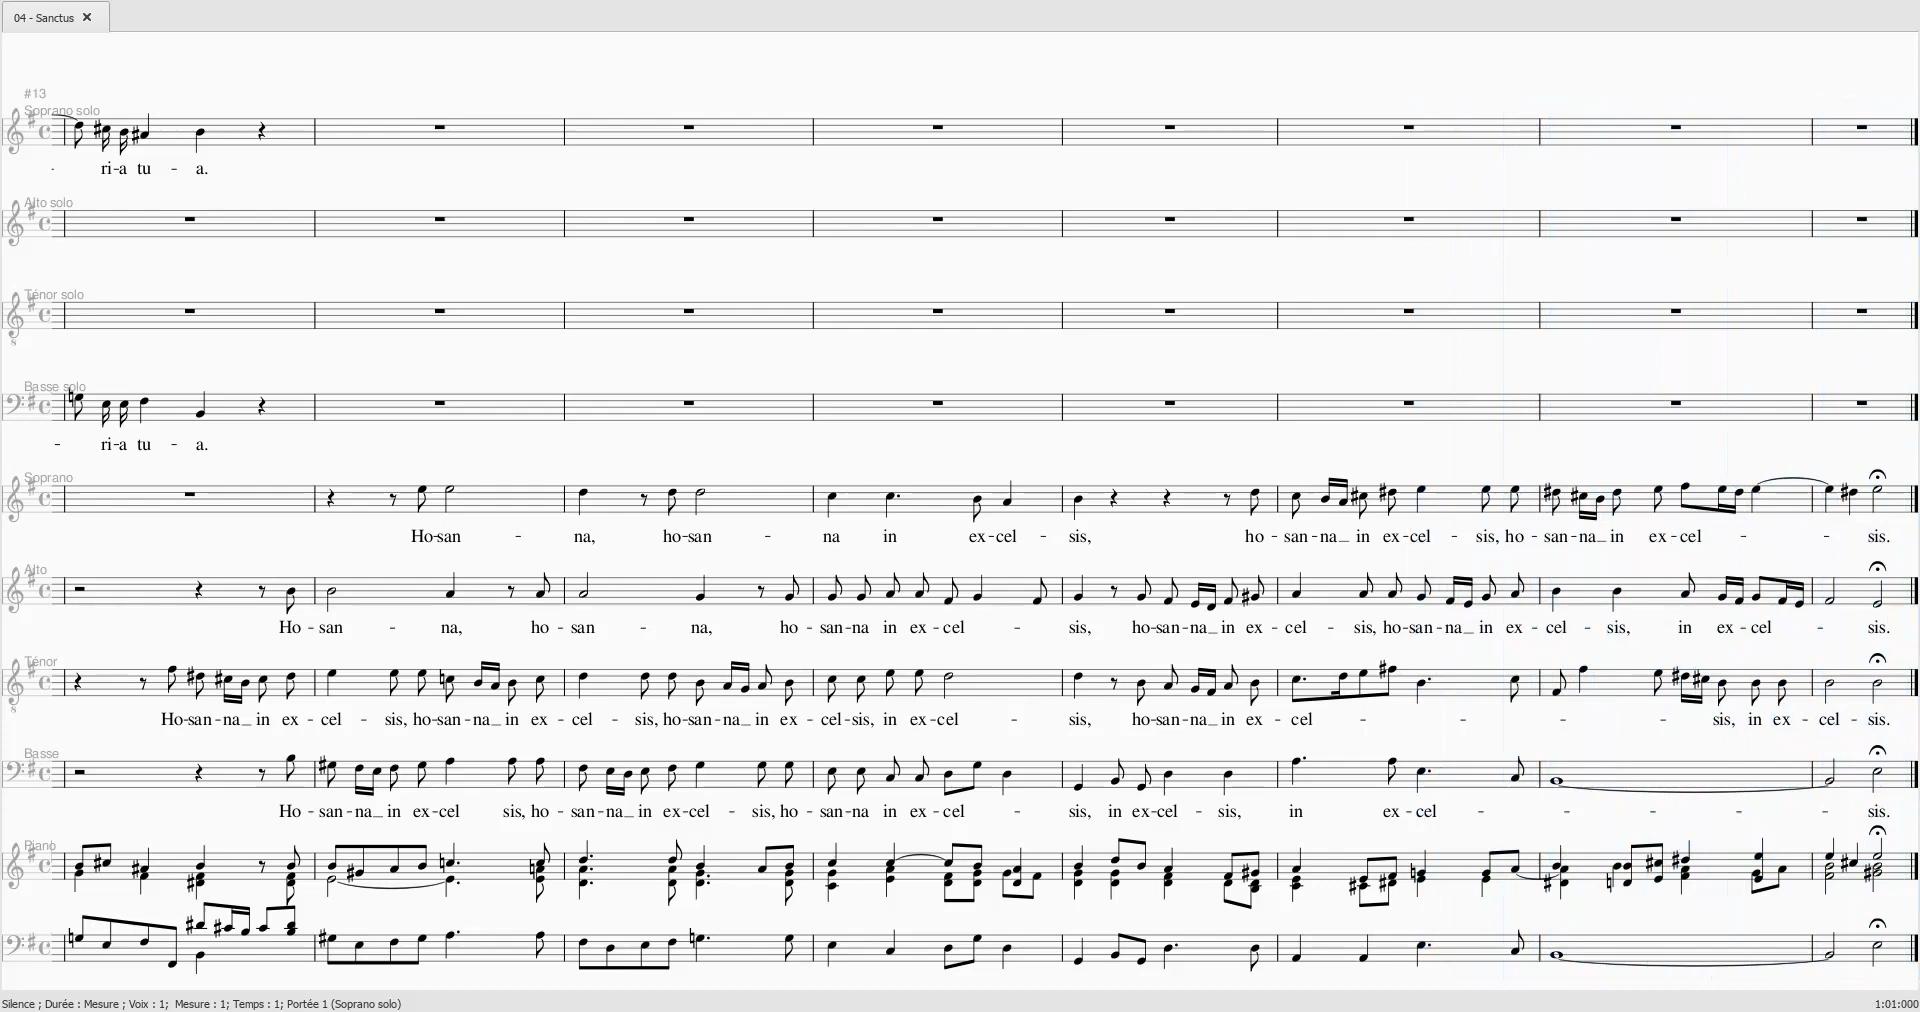 04 - Sanctus ×
#13
Soprano solo
- ri-a tu - a.
Alto solo
Ténor solo
Basse solo
- ri-a tu - a.
Soprano
Ho-san - na, ho-san - na in ex-cel - sis, ho - san-na_ in ex-cel - sis, ho - san-na_ in ex-cel - - sis.
Alto
Ho - san - na, ho - san - na, ho - san-na in ex-cel - sis, ho-san-na_ in ex - cel - sis, ho-san-na_ in ex - cel - sis, in ex-cel - sis.
Ténor
Ho-san-na_ in ex - cel - sis, ho-san-na_ in ex - cel - sis, ho-san-na_ in ex - cel-sis, in ex-cel - sis, ho-san-na_ in ex - cel - - - - sis, in ex - cel - sis.
Basse
Ho - san-na_ in ex-cel sis, ho - san-na_ in ex-cel - sis, ho - san-na in ex-cel - sis, in ex-cel - sis, in ex-cel - - - - sis.
Piano
Silence ; Durée : Mesure ; Voix : 1; Mesure : 1; Temps : 1; Portée 1 (Soprano solo) 1:01:000